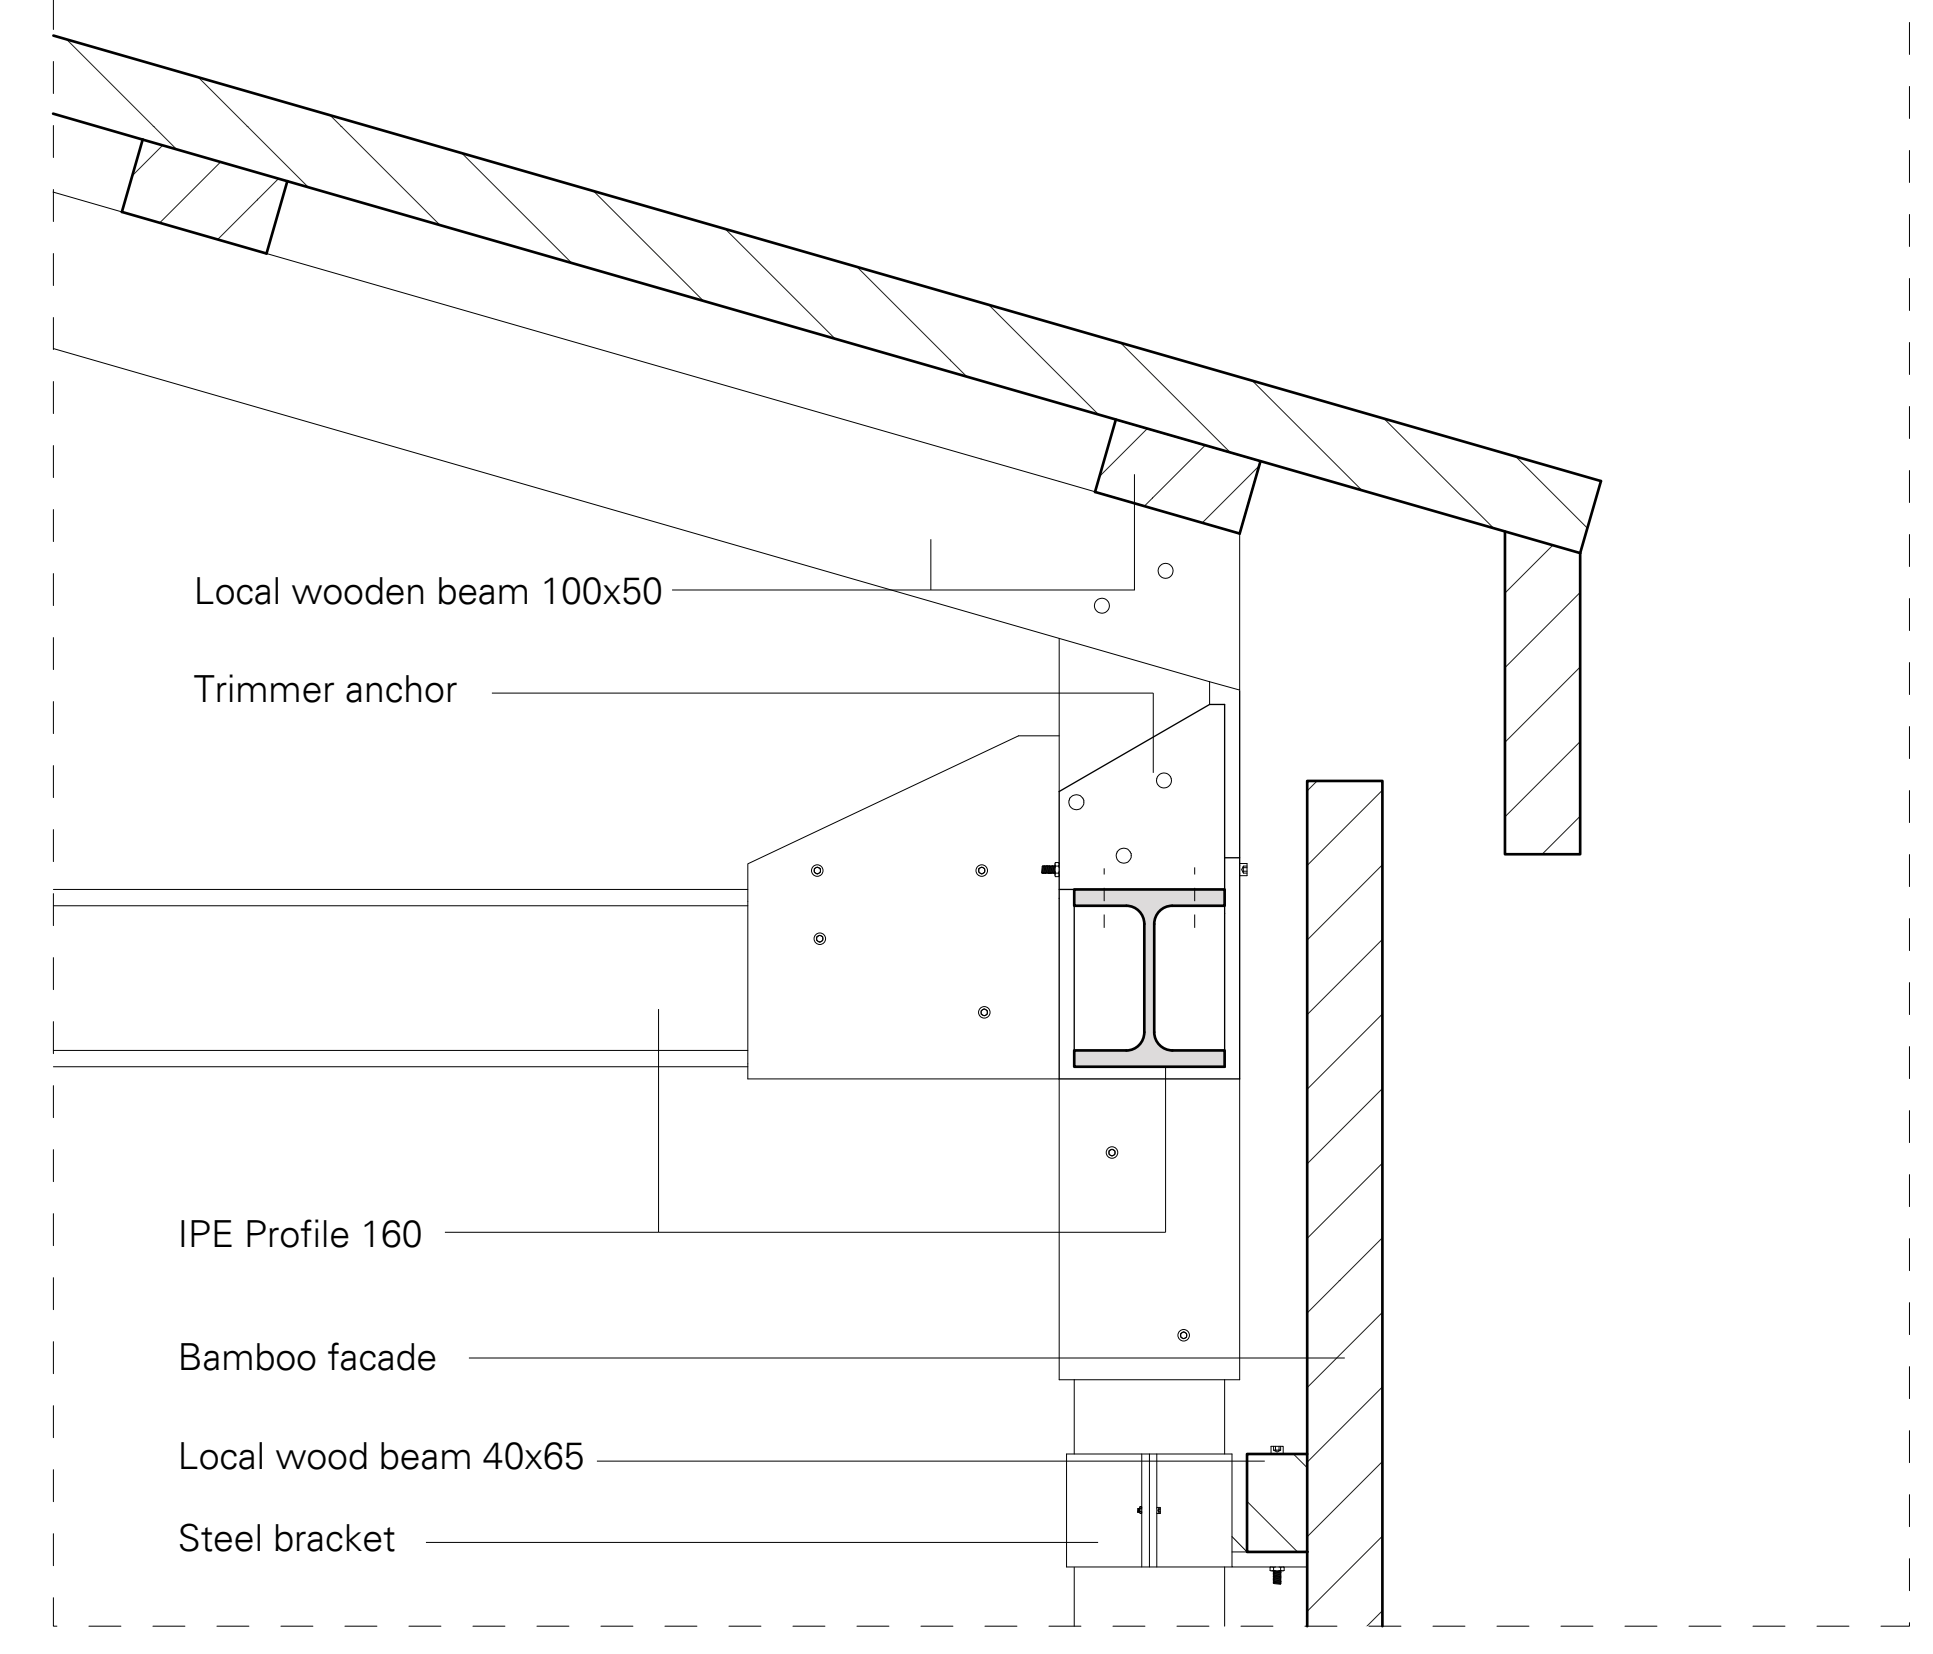 Local wooden beam 100x50
Trimmer anchor
IPE Profile 160
Bamboo facade
Local wood beam 40x65
Steel bracket